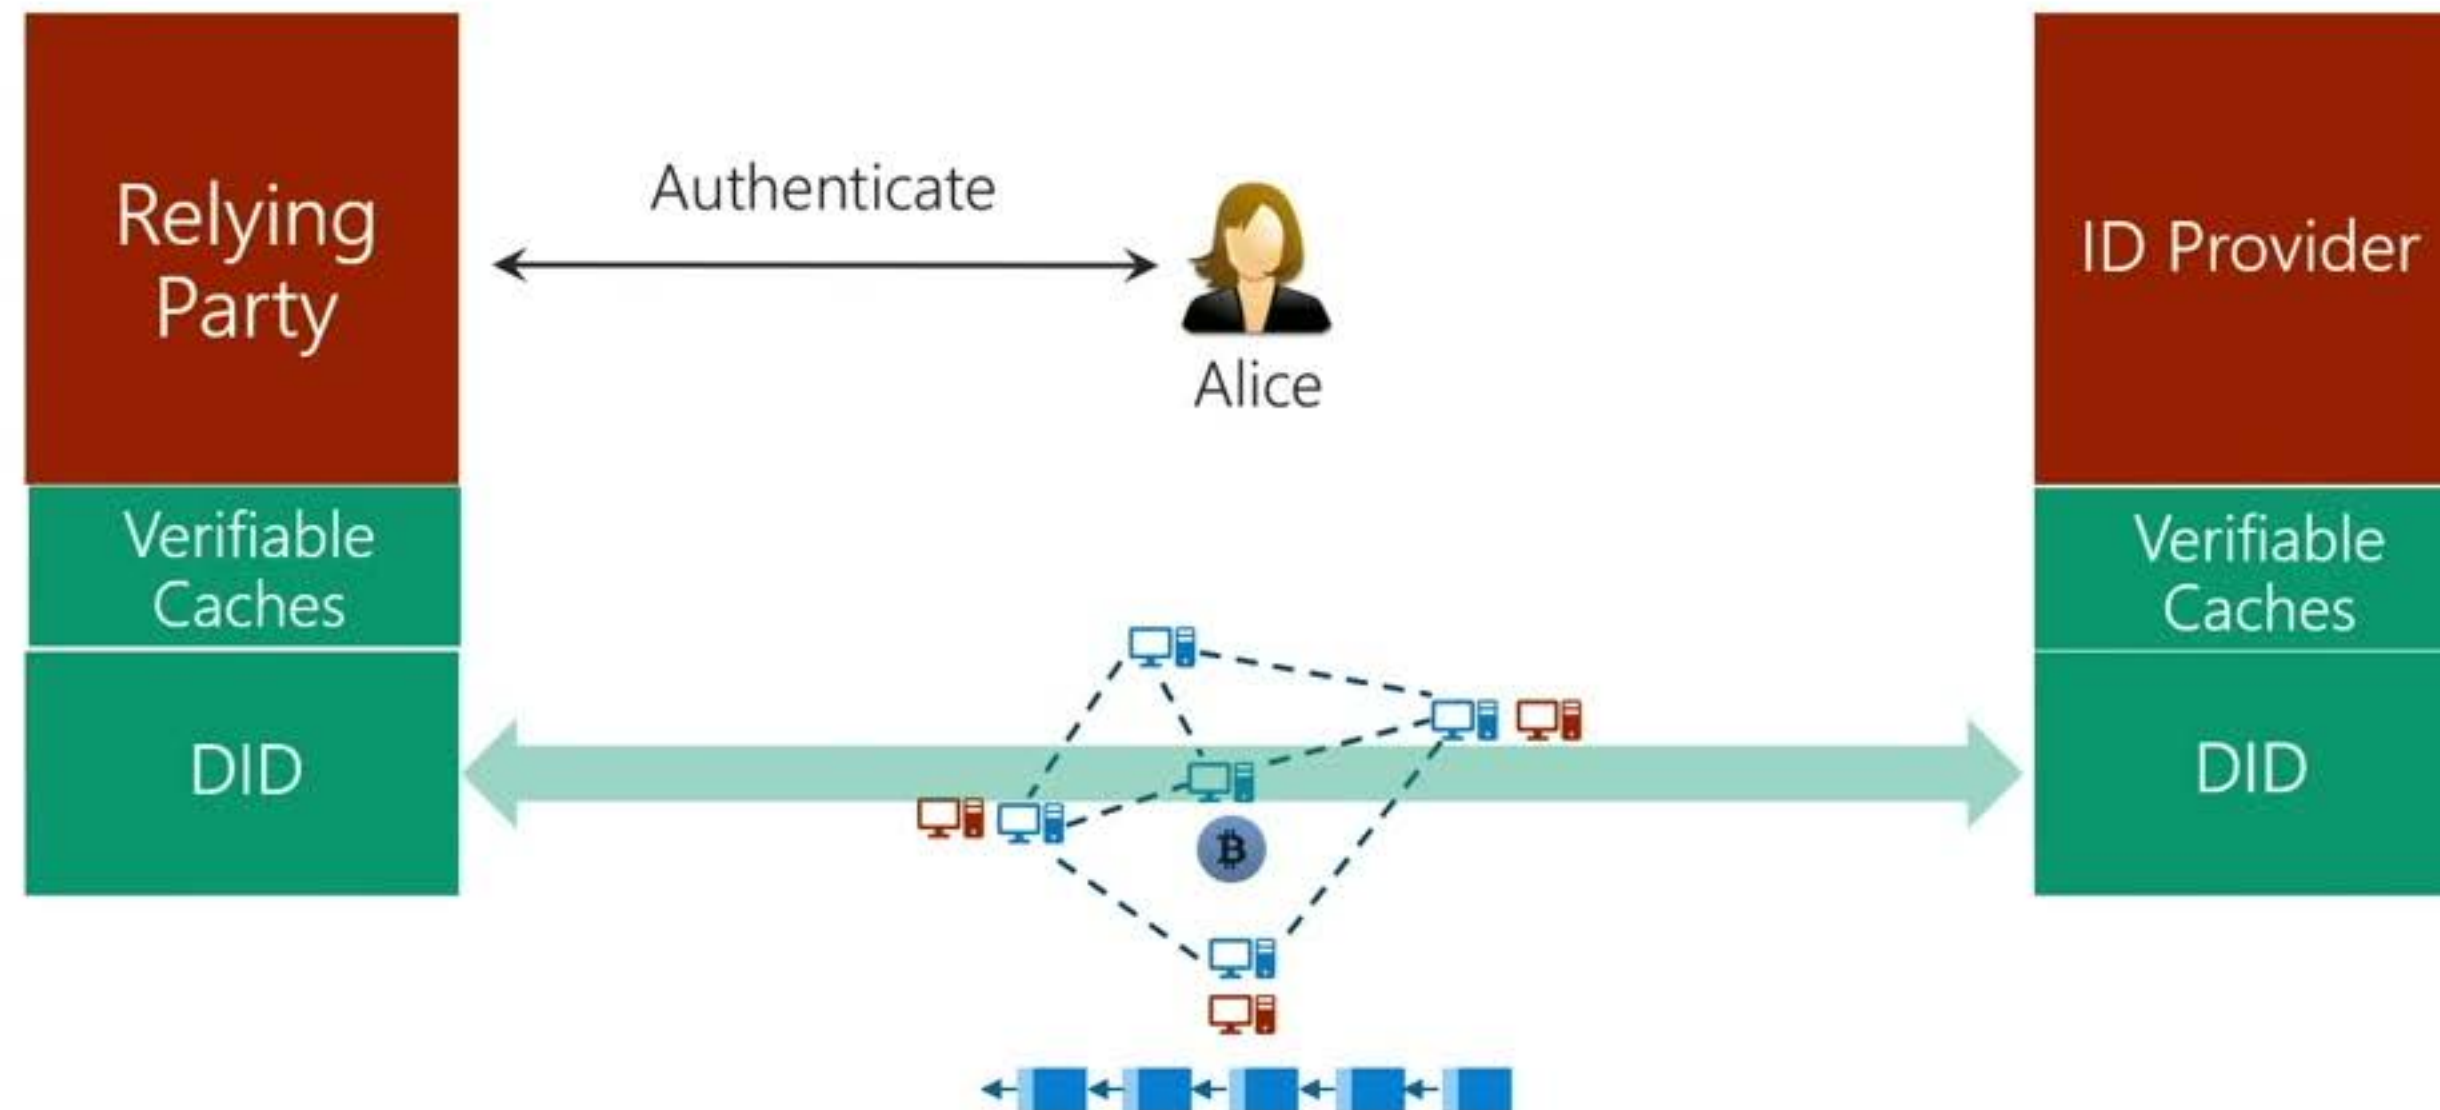 Relying
Party
Authenticate
Alice
ID Provider
Verifiable
Caches
Verifiable
Caches
DID
DID